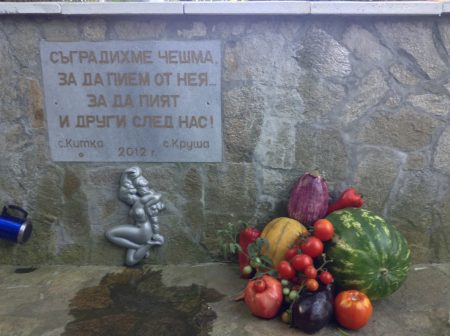 СЪГРАДИХМЕ ЧЕШМА,
ЗА ДА ПИЕМ ОТ НЕЯ...
ЗА ДА ПИЯТ
И ДРУГИ СЛЕД НАС!
с.Китка с.Круша
2012 г.